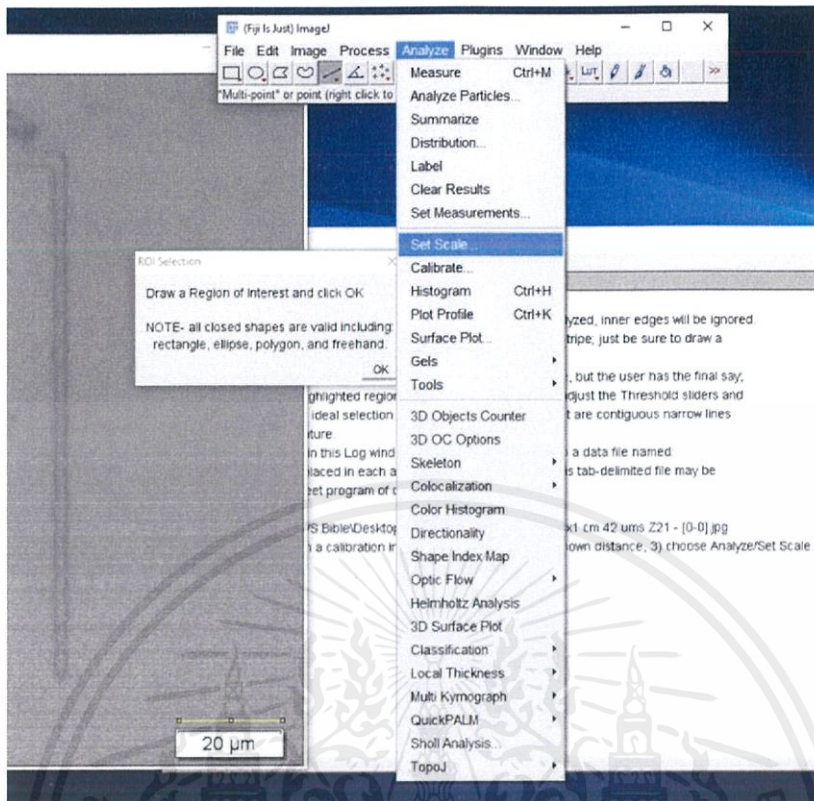 (Fiji Is Just) ImageJ
File Edit Image Process Analyze Plugins Window Help
"Multi-point" or point (right click to
LUT
>>
Measure Ctrl+M
Analyze Particles...
Summarize
Distribution...
Label
Clear Results
Set Measurements...
Set Scale...
Calibrate...
Histogram Ctrl+H
Plot Profile Ctrl+K
Surface Plot...
Gels
Tools
3D Objects Counter
3D OC Options
Skeleton
Colocalization
Color Histogram
Directionality
Shape Index Map
Optic Flow
Helmholtz Analysis
3D Surface Plot
Classification
Local Thickness
Multi Kymograph
QuickPALM
Sholl Analysis...
TopoJ
ROI Selection
Draw a Region of Interest and click OK
NOTE- all closed shapes are valid including:
rectangle, ellipse, polygon, and freehand.
OK
lyzed, inner edges will be ignored
tripe; just be sure to draw a
, but the user has the final say;
ghlighted region djust the Threshold sliders and
ideal selection t are contiguous narrow lines
ture
in this Log wind a data file named
laced in each a is tab-delimited file may be
eet program of c
'S Bible\Desktop x1 cm 42 ums Z21 - [0-0].jpg
n a calibration in own distance, 3) choose Analyze/Set Scale
20 µm